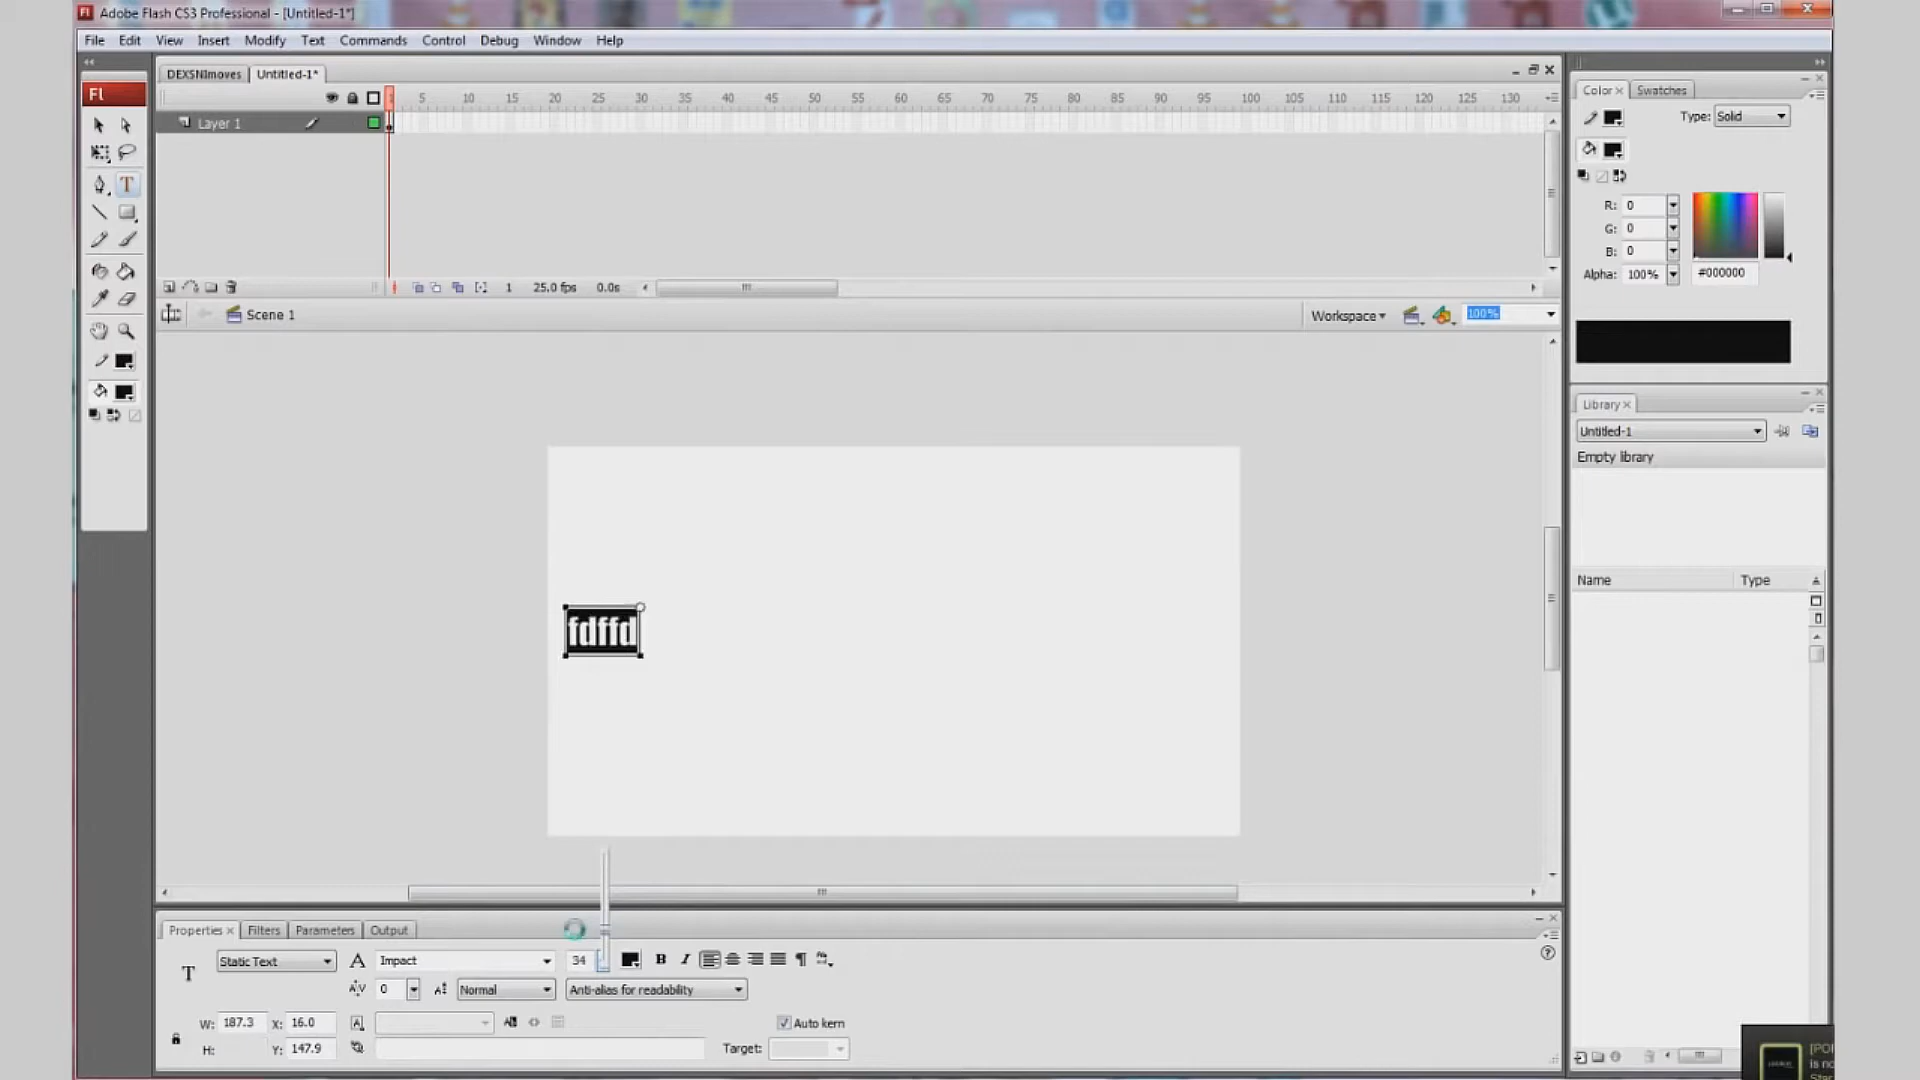 Adobe Flash CS3 Professional - [Untitled-1*]
File Edit View Insert Modify Text Commands Control Debug Window Help
DEXSNImoves Untitled-1*
5 10 15 20 25 30 35 40 45 50 55 60 65 70 75 80 85 90 95 100 105 110 115 120 125 130
Layer 1
1 25.0 fps 0.0s
Scene 1
Workspace 100%
Fl
T
Color Swatches
Type: Solid
R: 0
G: 0
B: 0
Alpha: 100% #000000
Library
Untitled-1
Empty library
Name Type
fdffd
Properties Filters Parameters Output
T Static Text A Impact 34 B I
A/V 0 Normal Anti-alias for readability
W: 187.3 X: 16.0 Auto kern
H: Y: 147.9 Target:
[PO
is no